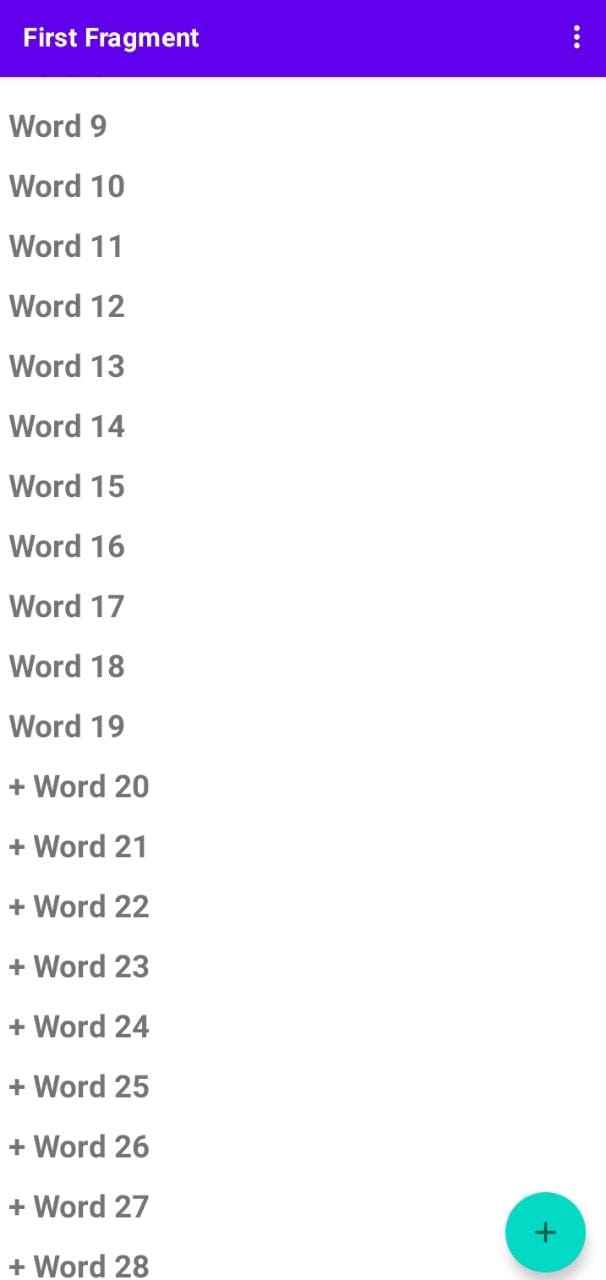 First Fragment
Word 9
Word 10
Word 11
Word 12
Word 13
Word 14
Word 15
Word 16
Word 17
Word 18
Word 19
+ Word 20
+ Word 21
+ Word 22
+ Word 23
+ Word 24
+ Word 25
+ Word 26
+ Word 27
+ Word 28
+